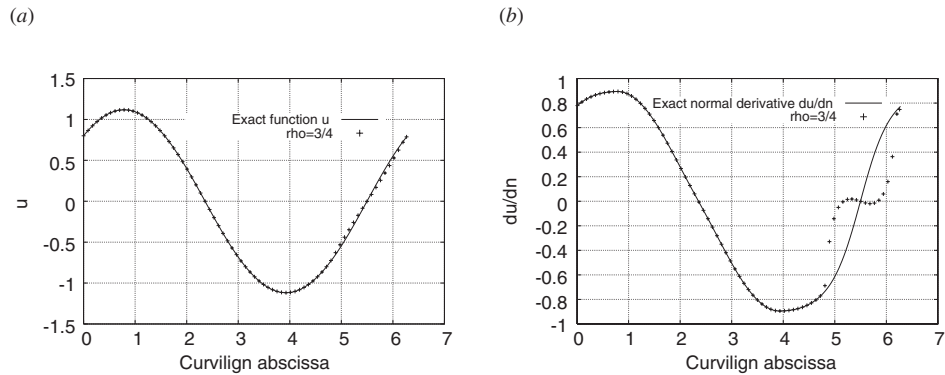 (a)
1.5
1
0.5
0
-0.5
-1
-1.5
u
Exact function u
rho=3/4
0 1 2 3 4 5 6 7
Curvilign abscissa
(b)
1
0.8
0.6
0.4
0.2
0
-0.2
-0.4
-0.6
-0.8
-1
du/dn
Exact normal derivative du/dn
rho=3/4
0 1 2 3 4 5 6 7
Curvilign abscissa